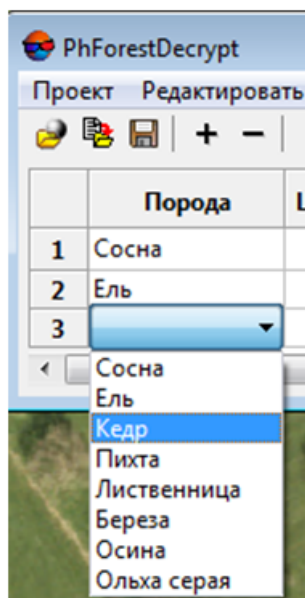 PhForestDecrypt
Проект Редактировать
+ −
Порода
1 Сосна
2 Ель
3
Сосна
Ель
Кедр
Пихта
Лиственница
Береза
Осина
Ольха серая